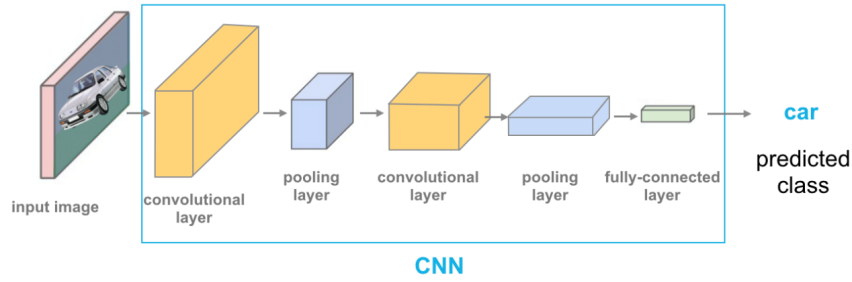 input image
convolutional
layer
pooling
layer
convolutional
layer
pooling
layer
fully-connected
layer
car
predicted
class
CNN